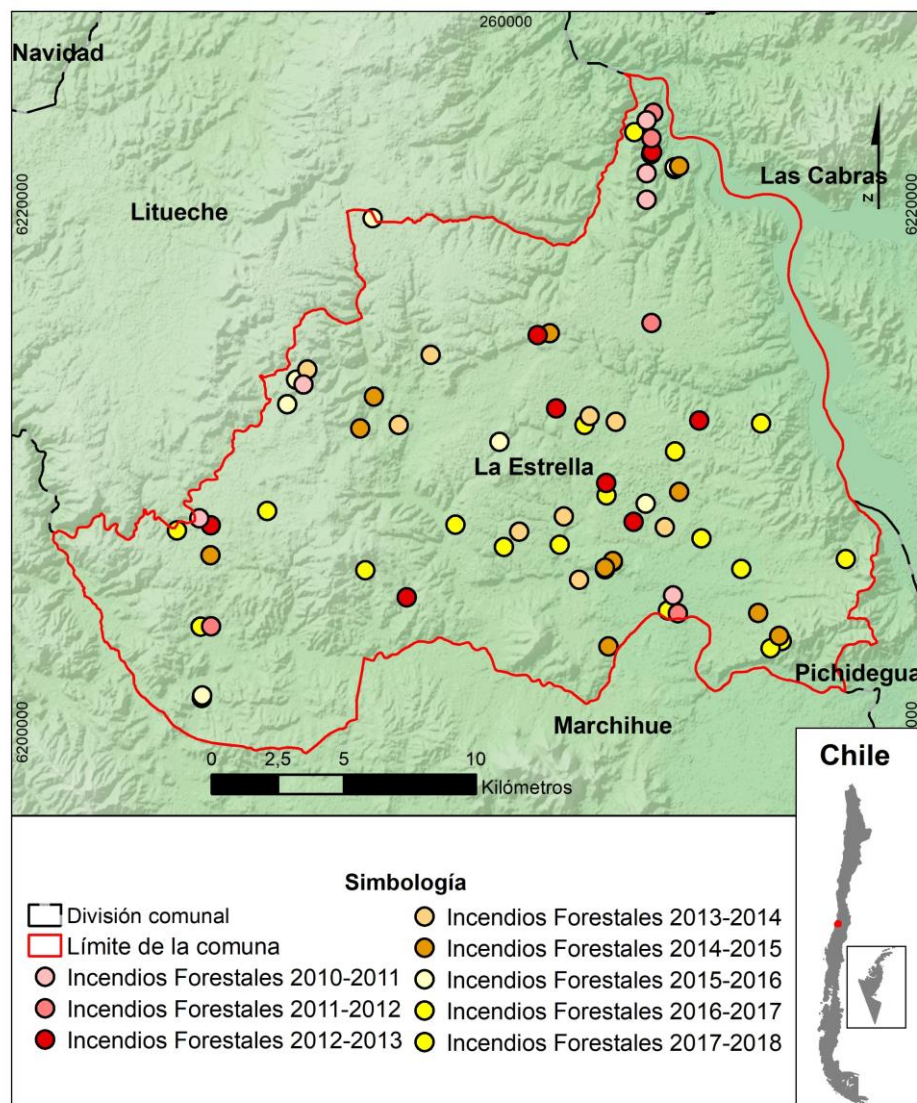 260000
Navidad
Las Cabras
Litueche
6220000
6220000
z
La Estrella
Pichidegua
Marchihue
6200000
0 2,5 5 10
Kilómetros
Chile
Simbología
División comunal
Límite de la comuna
Incendios Forestales 2010-2011
Incendios Forestales 2011-2012
Incendios Forestales 2012-2013
Incendios Forestales 2013-2014
Incendios Forestales 2014-2015
Incendios Forestales 2015-2016
Incendios Forestales 2016-2017
Incendios Forestales 2017-2018